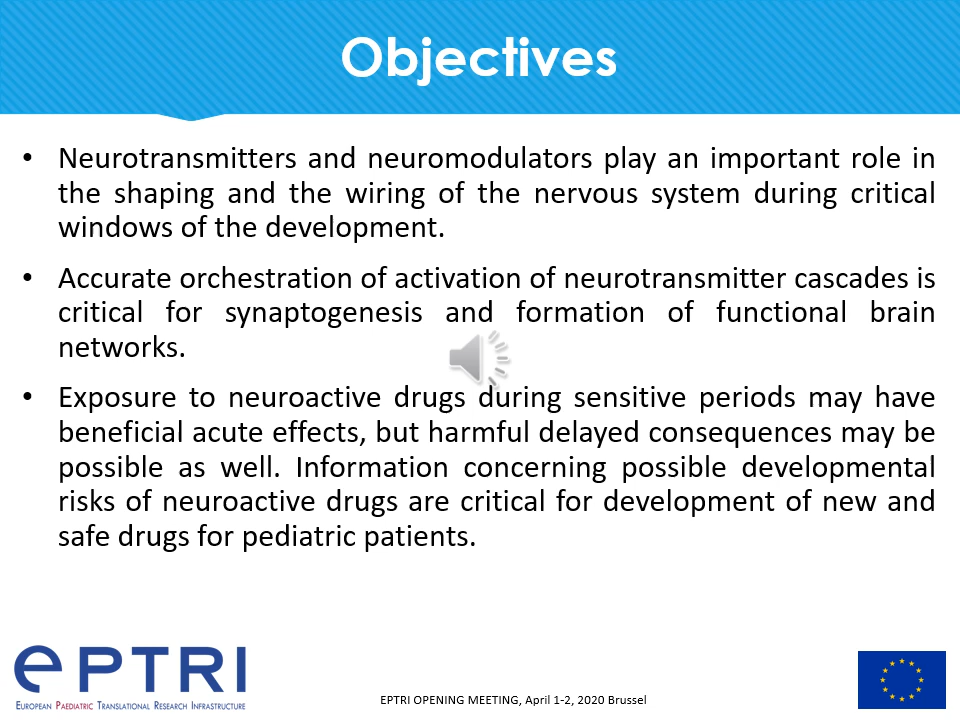 Objectives
• Neurotransmitters and neuromodulators play an important role in
the shaping and the wiring of the nervous system during critical
windows of the development.
• Accurate orchestration of activation of neurotransmitter cascades is
critical for synaptogenesis and formation of functional brain
networks.
• Exposure to neuroactive drugs during sensitive periods may have
beneficial acute effects, but harmful delayed consequences may be
possible as well. Information concerning possible developmental
risks of neuroactive drugs are critical for development of new and
safe drugs for pediatric patients.
ePTRI
European Paediatric Translational Research Infrastructure
EPTRI OPENING MEETING, April 1-2, 2020 Brussel